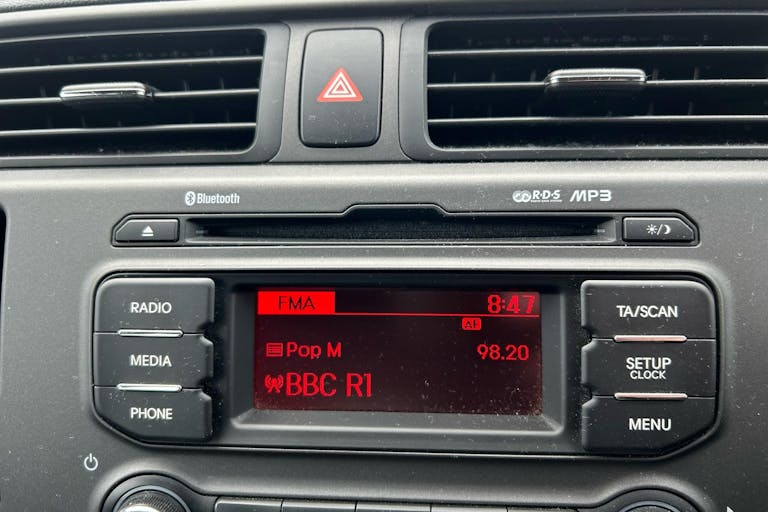 Bluetooth
R·D·S MP3
RADIO
MEDIA
PHONE
FMA 8:47
AF
Pop M 98.20
BBC R1
TA/SCAN
SETUP
CLOCK
MENU